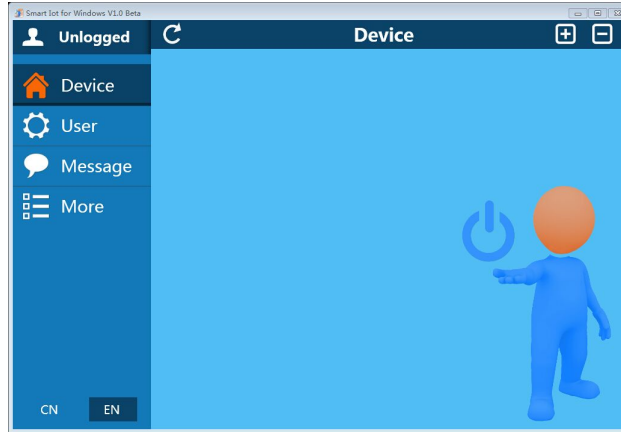 Smart Iot for Windows V1.0 Beta
Unlogged
Device
Device
User
Message
More
CN EN